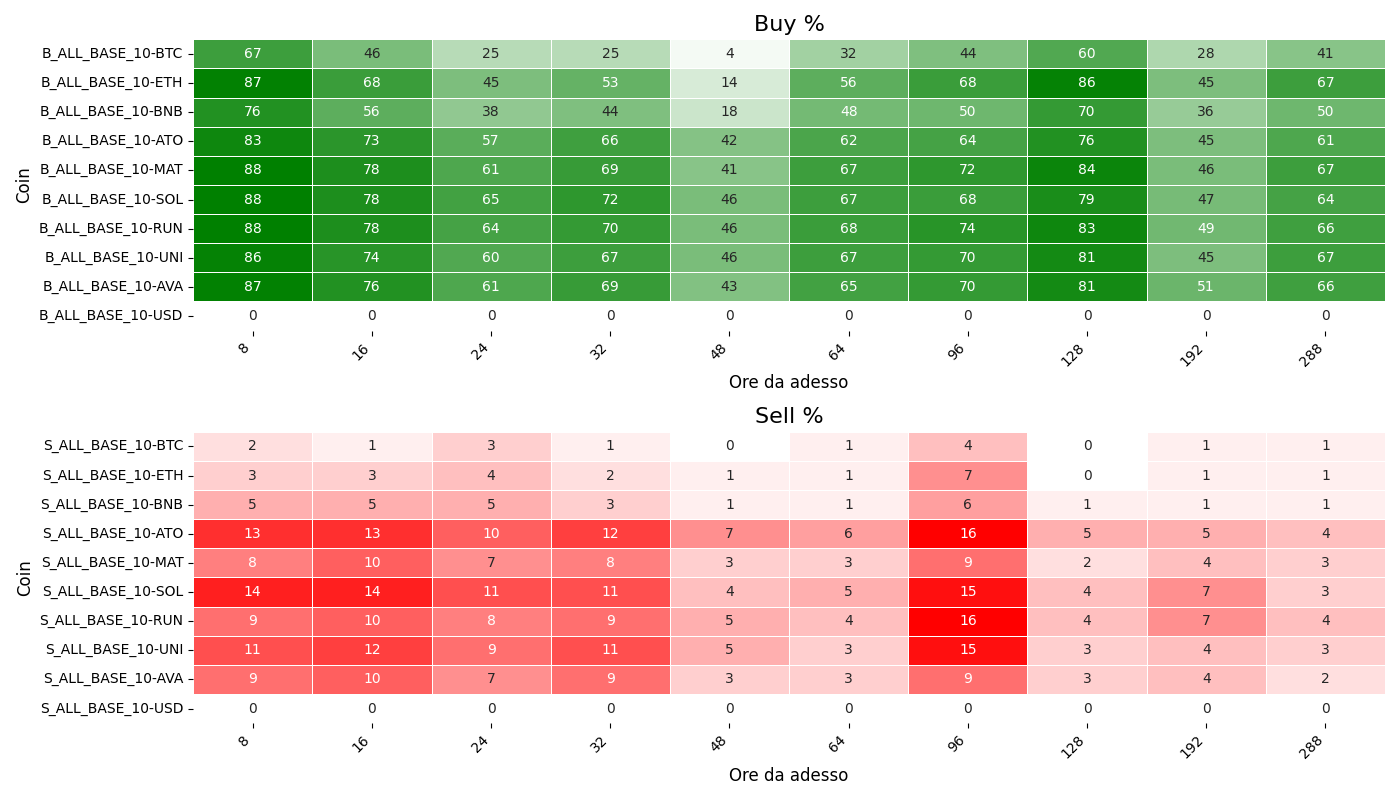 Buy %
Coin
B_ALL_BASE_10-BTC 67 46 25 25 4 32 44 60 28 41
B_ALL_BASE_10-ETH 87 68 45 53 14 56 68 86 45 67
B_ALL_BASE_10-BNB 76 56 38 44 18 48 50 70 36 50
B_ALL_BASE_10-ATO 83 73 57 66 42 62 64 76 45 61
B_ALL_BASE_10-MAT 88 78 61 69 41 67 72 84 46 67
B_ALL_BASE_10-SOL 88 78 65 72 46 67 68 79 47 64
B_ALL_BASE_10-RUN 88 78 64 70 46 68 74 83 49 66
B_ALL_BASE_10-UNI 86 74 60 67 46 67 70 81 45 67
B_ALL_BASE_10-AVA 87 76 61 69 43 65 70 81 51 66
B_ALL_BASE_10-USD 0 0 0 0 0 0 0 0 0 0
8 16 24 32 48 64 96 128 192 288
Ore da adesso
Sell %
Coin
S_ALL_BASE_10-BTC 2 1 3 1 0 1 4 0 1 1
S_ALL_BASE_10-ETH 3 3 4 2 1 1 7 0 1 1
S_ALL_BASE_10-BNB 5 5 5 3 1 1 6 1 1 1
S_ALL_BASE_10-ATO 13 13 10 12 7 6 16 5 5 4
S_ALL_BASE_10-MAT 8 10 7 8 3 3 9 2 4 3
S_ALL_BASE_10-SOL 14 14 11 11 4 5 15 4 7 3
S_ALL_BASE_10-RUN 9 10 8 9 5 4 16 4 7 4
S_ALL_BASE_10-UNI 11 12 9 11 5 3 15 3 4 3
S_ALL_BASE_10-AVA 9 10 7 9 3 3 9 3 4 2
S_ALL_BASE_10-USD 0 0 0 0 0 0 0 0 0 0
8 16 24 32 48 64 96 128 192 288
Ore da adesso